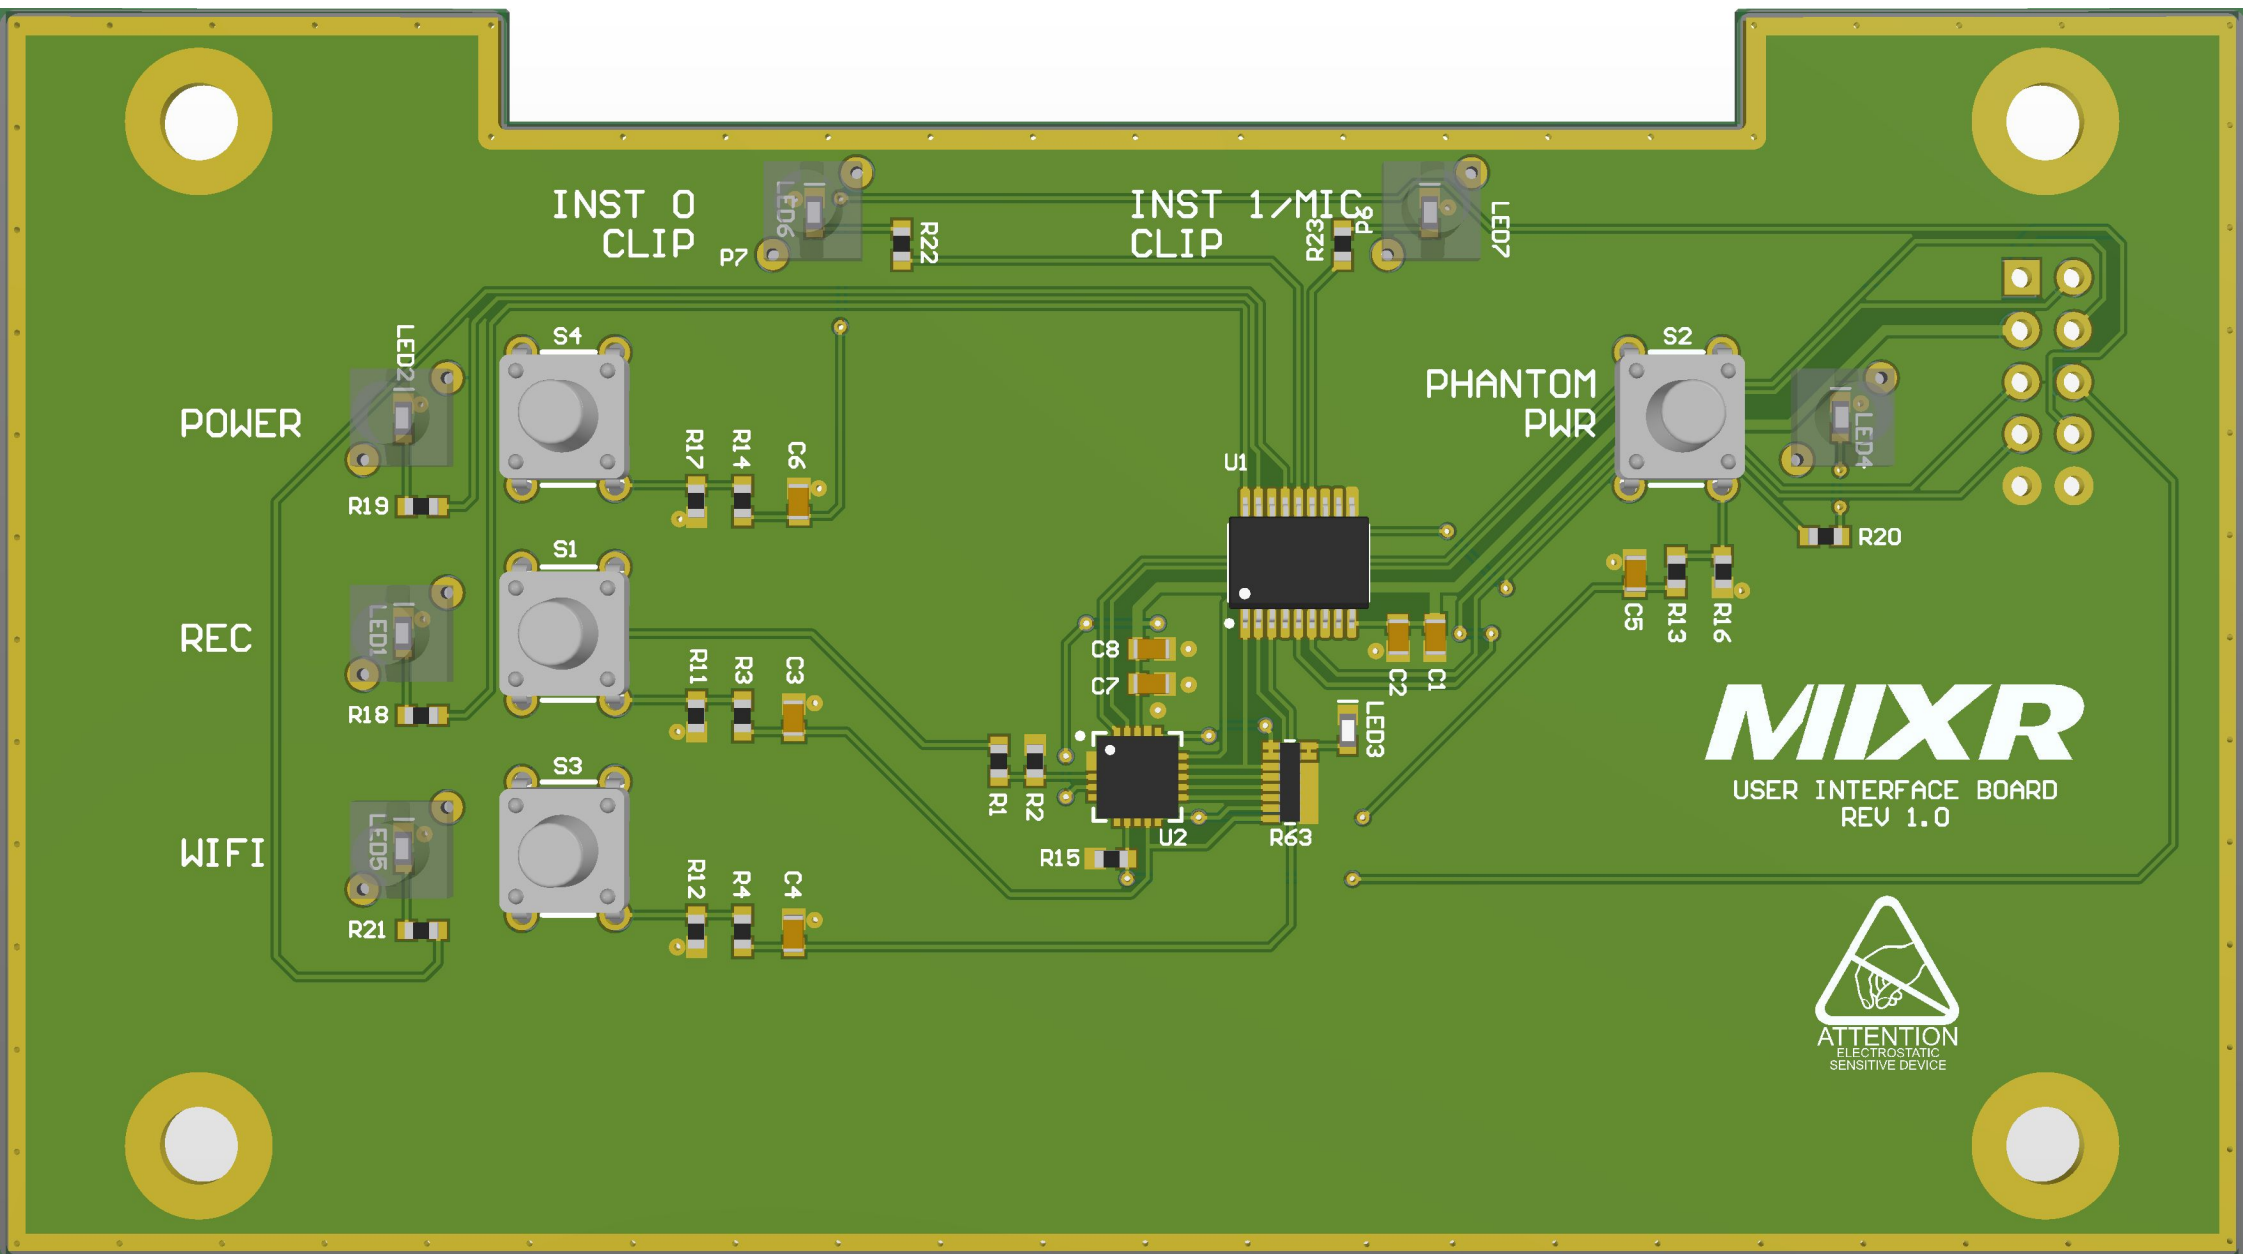 INST 0
CLIP
LED6
P7
R22
INST 1/MIC
CLIP
R23
P6
LED7
LED2
POWER
R19
S4
R17
R14
C6
U1
PHANTOM
PWR
S2
LED4
R20
REC
LED1
R18
S1
R11
R3
C3
C8
C7
C2
C1
C5
R13
R16
LED3
WIFI
LED5
R21
S3
R12
R4
C4
R1
R2
U2
R63
R15
MIXR
USER INTERFACE BOARD
REV 1.0
ATTENTION
ELECTROSTATIC
SENSITIVE DEVICE